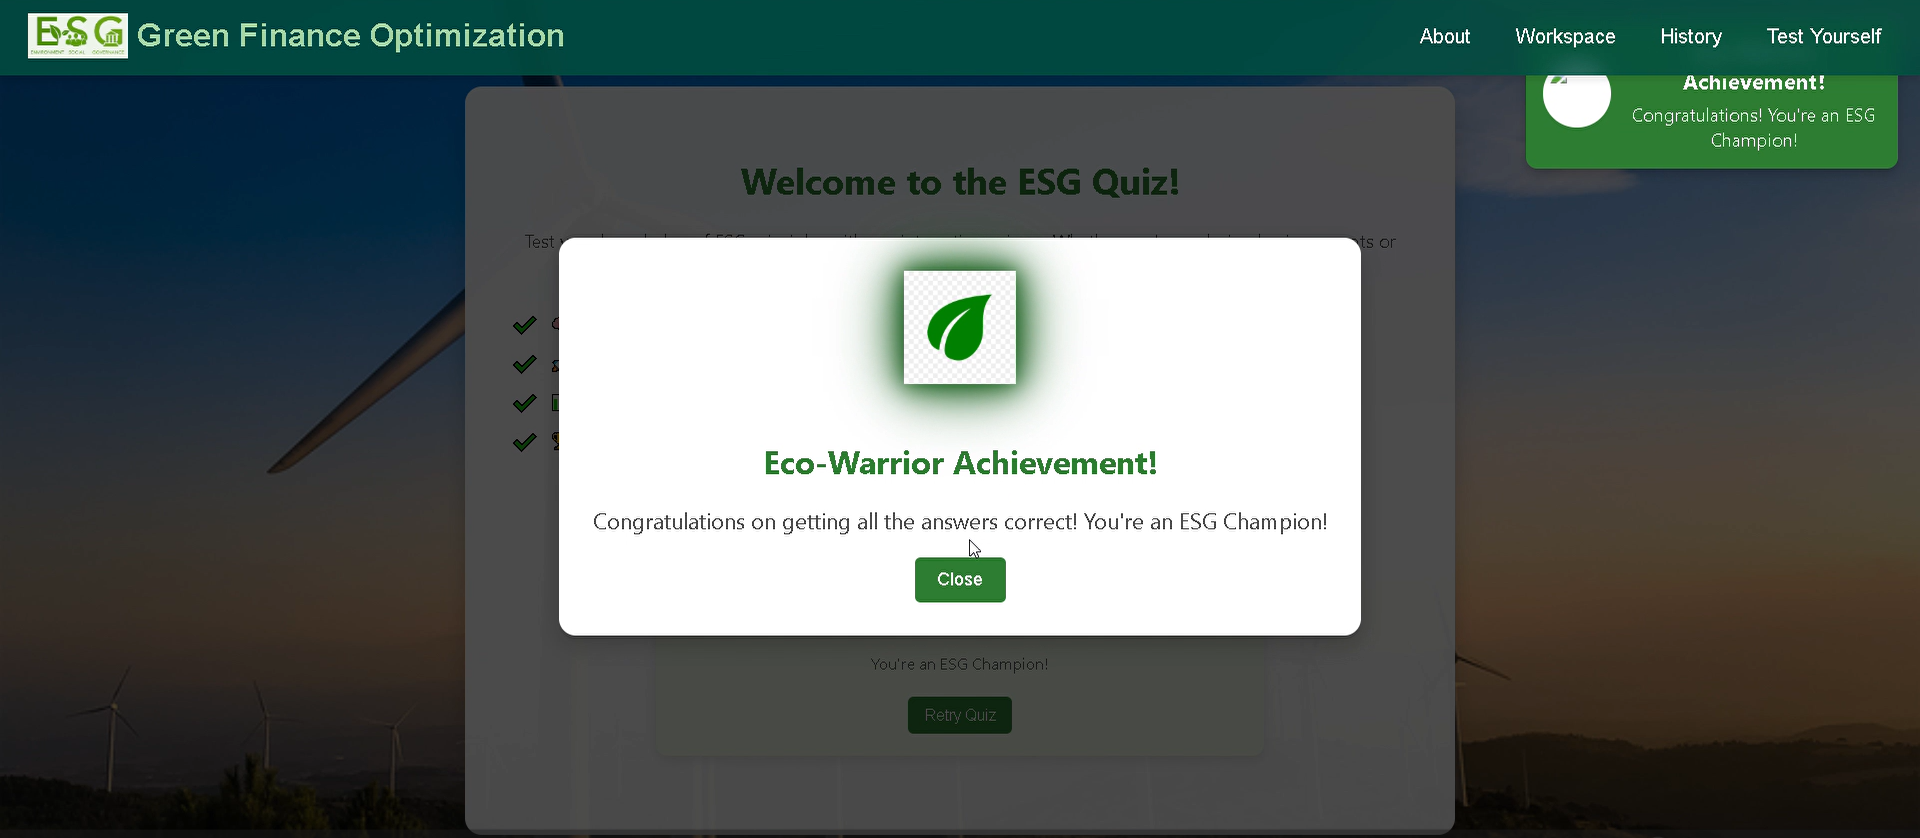 ESG
ENVIRONMENT SOCIAL GOVERNANCE
Green Finance Optimization
About
Workspace
History
Test Yourself
Achievement!
Congratulations! You're an ESG
Champion!
Welcome to the ESG Quiz!
Test
ts or
Eco-Warrior Achievement!
Congratulations on getting all the answers correct! You're an ESG Champion!
Close
You're an ESG Champion!
Retry Quiz